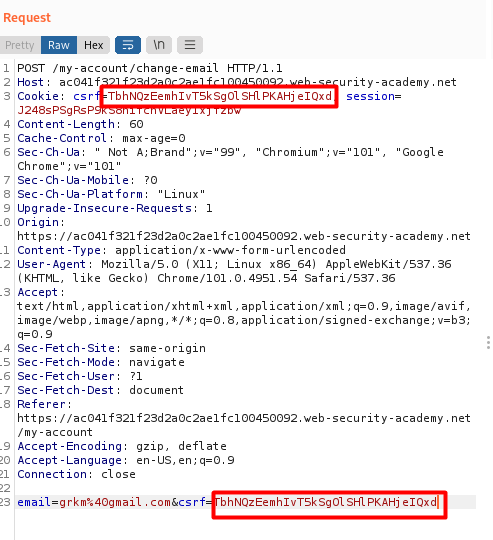 Request
Pretty Raw Hex \n
1 POST /my-account/change-email HTTP/1.1
2 Host: ac041f321f23d2a0c2ae1fc100450092.web-security-academy.net
3 Cookie: csrf=TbhNQzEemhIvT5kSgOlSHlPKAHjeIQxd; session=
4 Content-Length: 60
5 Cache-Control: max-age=0
6 Sec-Ch-Ua: " Not A;Brand";v="99", "Chromium";v="101", "Google
Chrome";v="101"
7 Sec-Ch-Ua-Mobile: ?0
8 Sec-Ch-Ua-Platform: "Linux"
9 Upgrade-Insecure-Requests: 1
10 Origin:
https://ac041f321f23d2a0c2ae1fc100450092.web-security-academy.net
11 Content-Type: application/x-www-form-urlencoded
12 User-Agent: Mozilla/5.0 (X11; Linux x86_64) AppleWebKit/537.36
(KHTML, like Gecko) Chrome/101.0.4951.54 Safari/537.36
13 Accept:
text/html,application/xhtml+xml,application/xml;q=0.9,image/avif,
image/webp,image/apng,*/*;q=0.8,application/signed-exchange;v=b3;
q=0.9
14 Sec-Fetch-Site: same-origin
15 Sec-Fetch-Mode: navigate
16 Sec-Fetch-User: ?1
17 Sec-Fetch-Dest: document
18 Referer:
https://ac041f321f23d2a0c2ae1fc100450092.web-security-academy.net
/my-account
19 Accept-Encoding: gzip, deflate
20 Accept-Language: en-US,en;q=0.9
21 Connection: close
22
23 email=grkm%40gmail.com&csrf=TbhNQzEemhIvT5kSgOlSHlPKAHjeIQxd